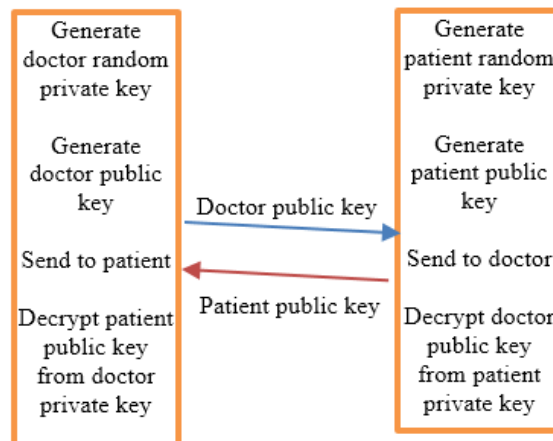 Generate
doctor random
private key
Generate
doctor public
key
Send to patient
Decrypt patient
public key
from doctor
private key
Doctor public key
Patient public key
Generate
patient random
private key
Generate
patient public
key
Send to doctor
Decrypt doctor
public key
from patient
private key